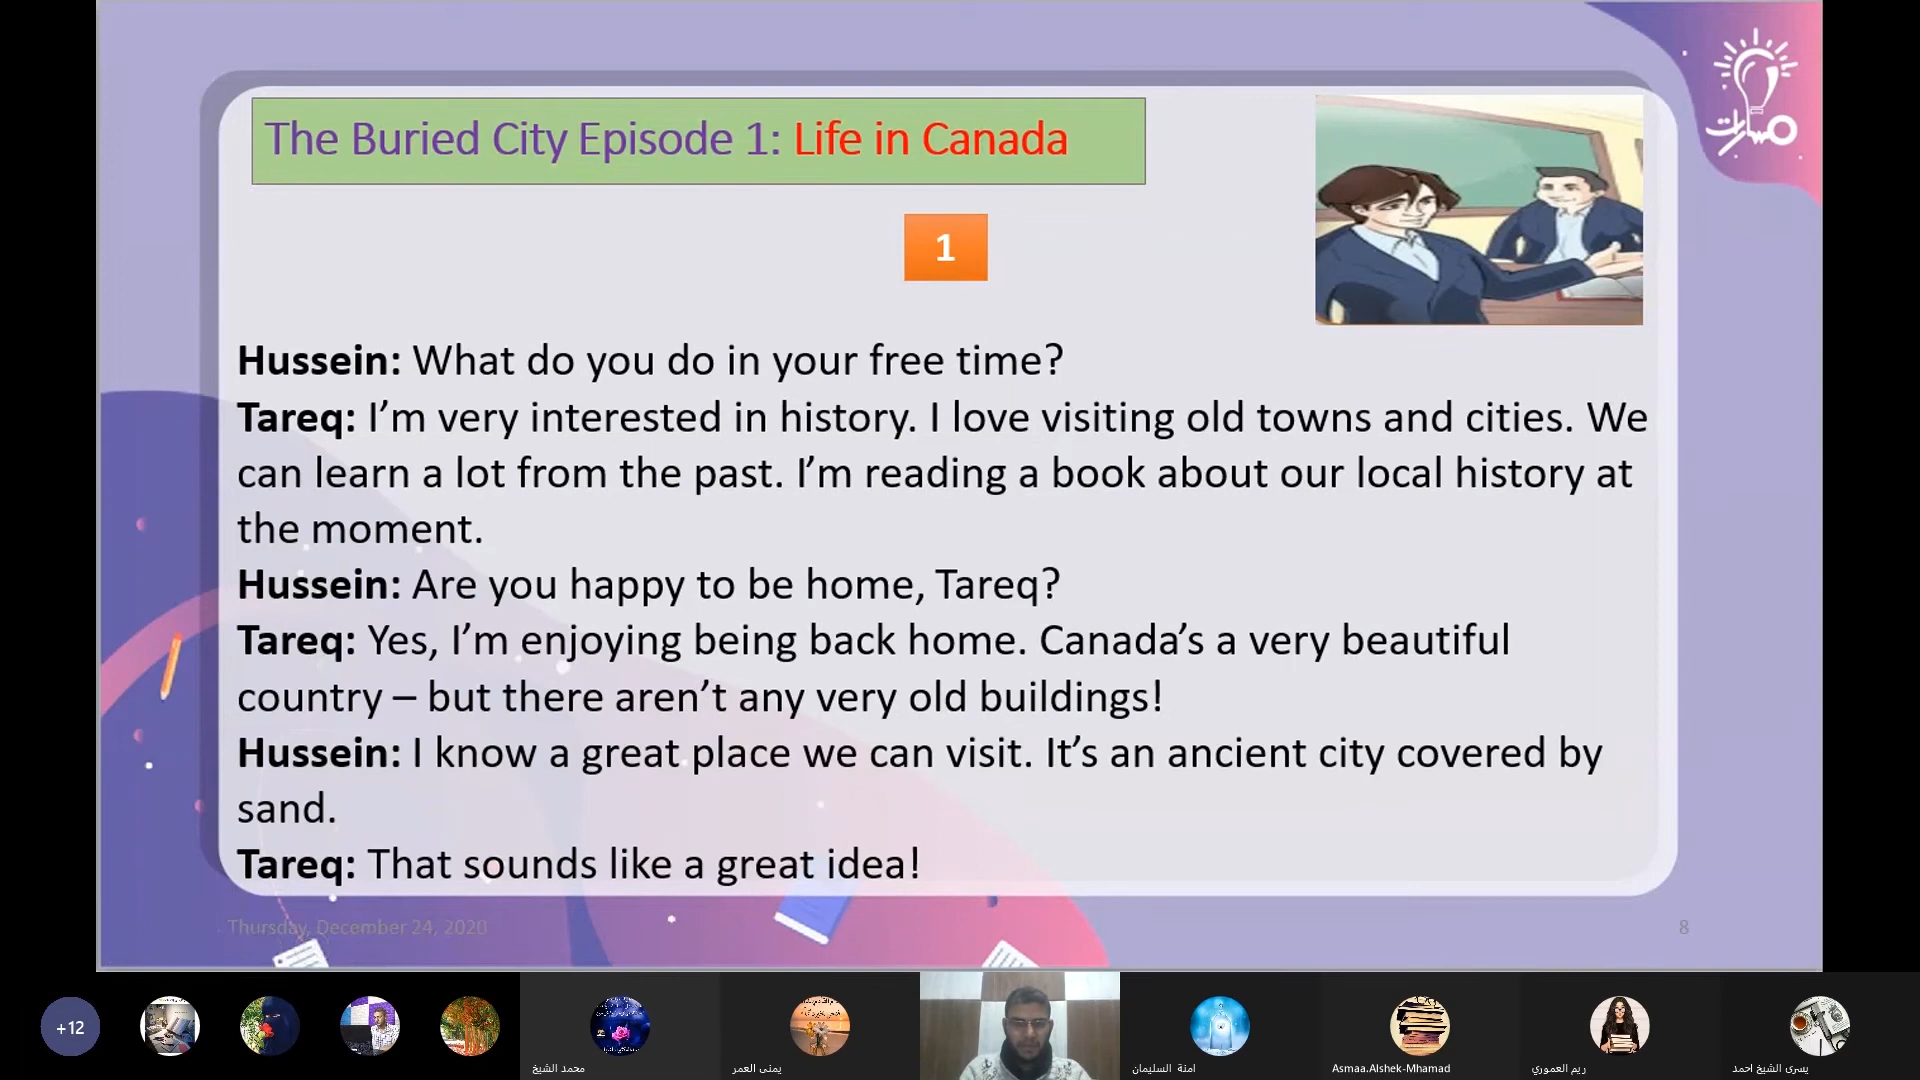 The Buried City Episode 1: Life in Canada
مسارات
1
Hussein: What do you do in your free time?
Tareq: I’m very interested in history. I love visiting old towns and cities. We
can learn a lot from the past. I’m reading a book about our local history at
the moment.
Hussein: Are you happy to be home, Tareq?
Tareq: Yes, I’m enjoying being back home. Canada’s a very beautiful
country – but there aren’t any very old buildings!
Hussein: I know a great place we can visit. It’s an ancient city covered by
sand.
Tareq: That sounds like a great idea!
Thursday, December 24, 2020
8
+12
محمد الشيخ
يمنى العمر
امنة السليمان
Asmaa.Alshek-Mhamad
ريم العموري
يسرى الشيخ احمد